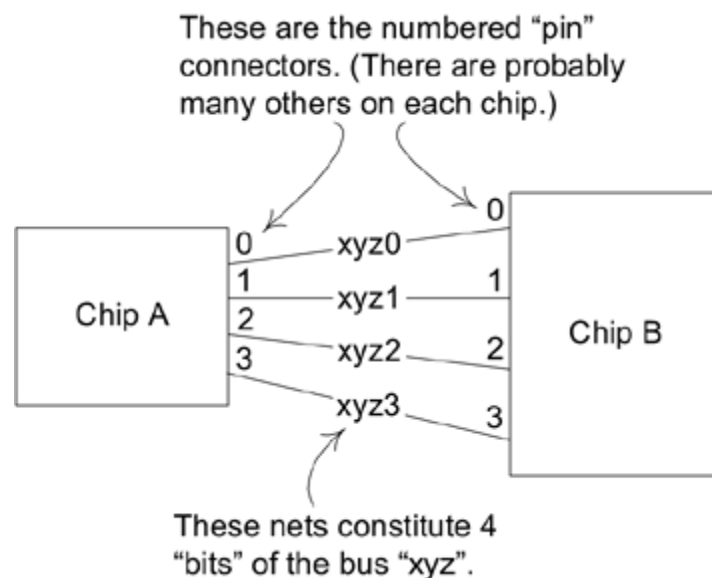 These are the numbered “pin”
connectors. (There are probably
many others on each chip.)
0
0
xyz0
1
xyz1
1
Chip A
Chip B
2
xyz2
2
3
xyz3
3
These nets constitute 4
“bits” of the bus “xyz”.